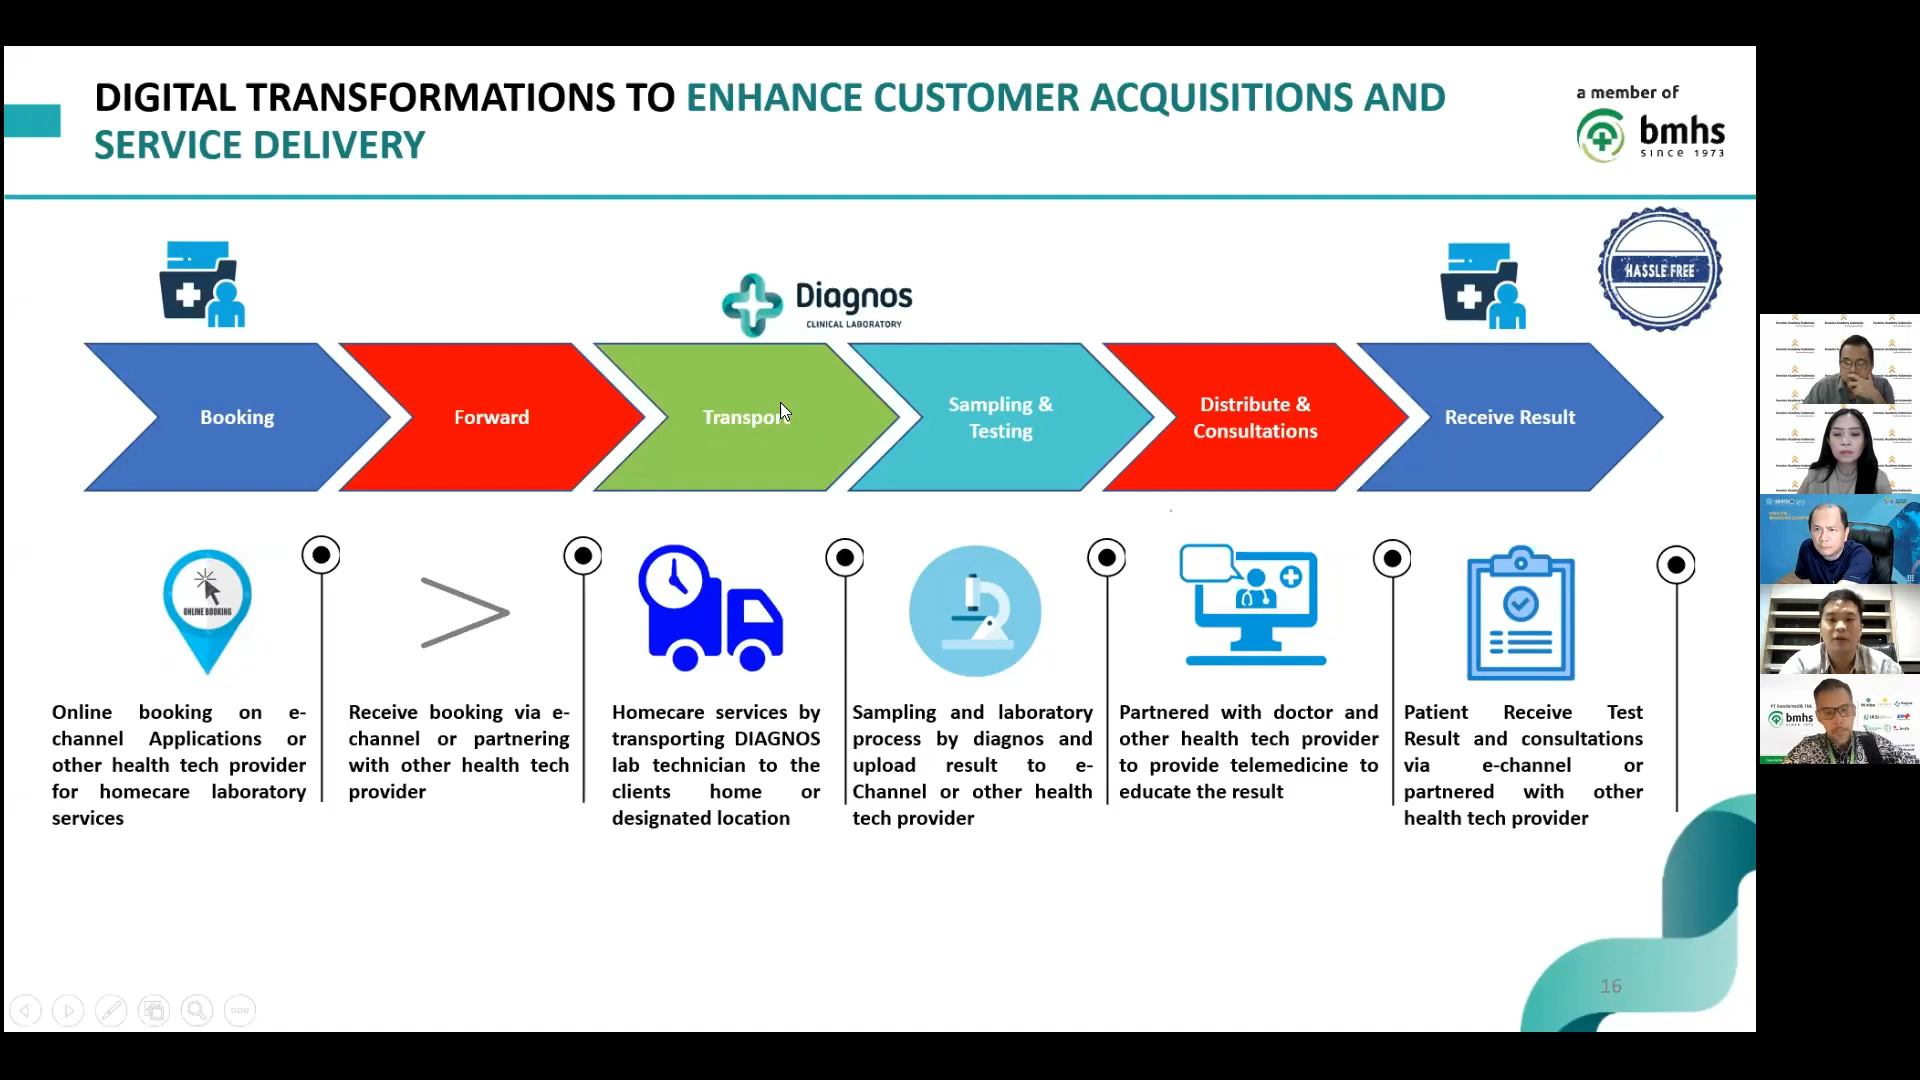 DIGITAL TRANSFORMATIONS TO ENHANCE CUSTOMER ACQUISITIONS AND
SERVICE DELIVERY
a member of
bmhs
since 1973
HASSLE FREE
Diagnos
CLINICAL LABORATORY
Booking
Forward
Transport
Sampling &
Testing
Distribute &
Consultations
Receive Result
ONLINE BOOKING
Online booking on e-
channel Applications or
other health tech provider
for homecare laboratory
services
Receive booking via e-
channel or partnering
with other health tech
provider
Homecare services by
transporting DIAGNOS
lab technician to the
clients home or
designated location
Sampling and laboratory
process by diagnos and
upload result to e-
Channel or other health
tech provider
Partnered with doctor and
other health tech provider
to provide telemedicine to
educate the result
Patient Receive Test
Result and consultations
via e-channel or
partnered with other
health tech provider
16
bmhs